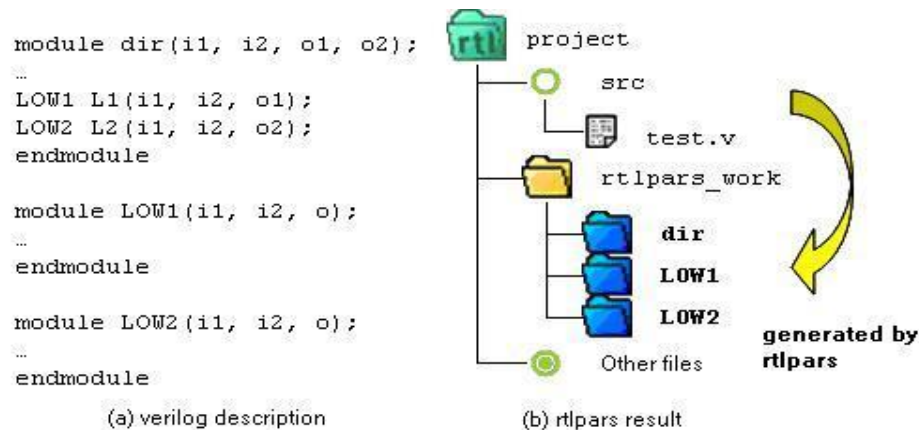 module dir(i1, i2, o1, o2);
…
LOW1 L1(i1, i2, o1);
LOW2 L2(i1, i2, o2);
endmodule
module LOW1(i1, i2, o);
…
endmodule
module LOW2(i1, i2, o);
…
endmodule
(a) verilog description
rtl
project
src
test.v
rtlpars_work
dir
LOW1
LOW2
Other files
generated by
rtlpars
(b) rtlpars result